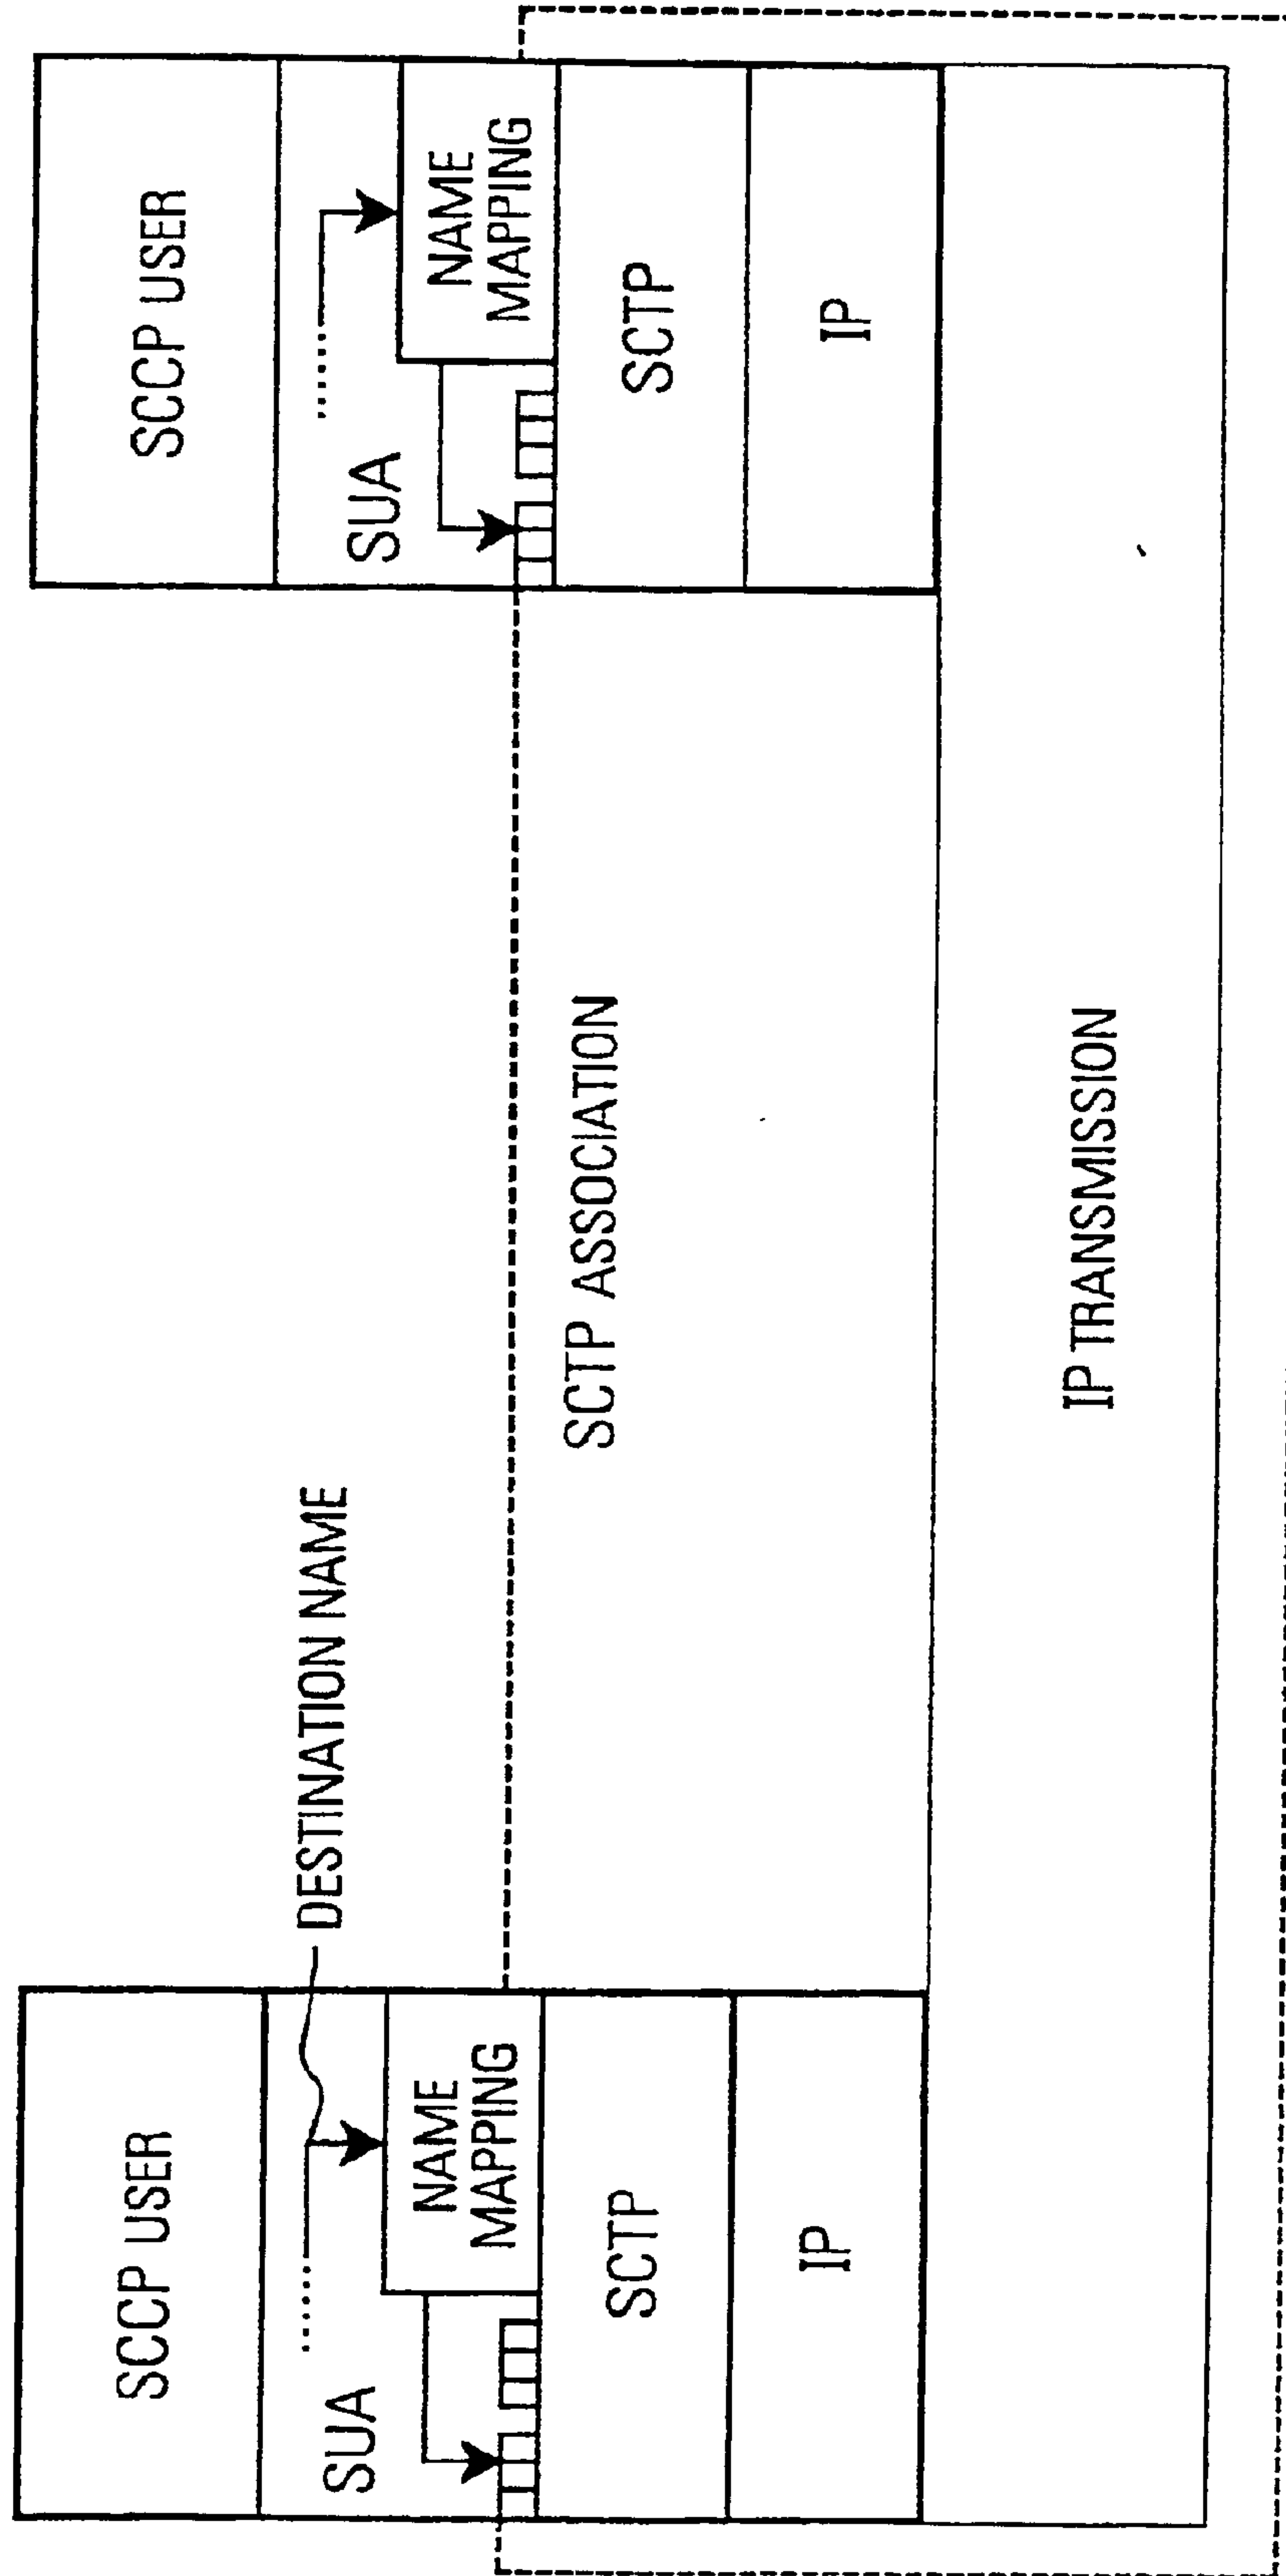 SCCP USER
SUA
DESTINATION NAME
NAME
MAPPING
SCTP
IP
SCCP USER
SUA
NAME
MAPPING
SCTP
IP
SCTP ASSOCIATION
IP TRANSMISSION